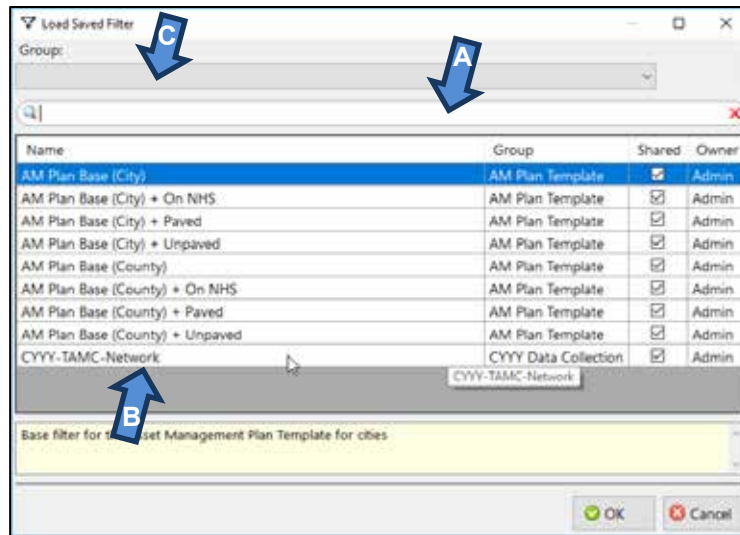 Load Saved Filter
C
Group:
A
Name Group Shared Owner
AM Plan Base (City) AM Plan Template Admin
AM Plan Base (City) + On NHS AM Plan Template Admin
AM Plan Base (City) + Paved AM Plan Template Admin
AM Plan Base (City) + Unpaved AM Plan Template Admin
AM Plan Base (County) AM Plan Template Admin
AM Plan Base (County) + On NHS AM Plan Template Admin
AM Plan Base (County) + Paved AM Plan Template Admin
AM Plan Base (County) + Unpaved AM Plan Template Admin
CYYY-TAMC-Network CYYY Data Collection Admin
CYYY-TAMC-Network
B
Base filter for set Management Plan Template for cities
OK Cancel